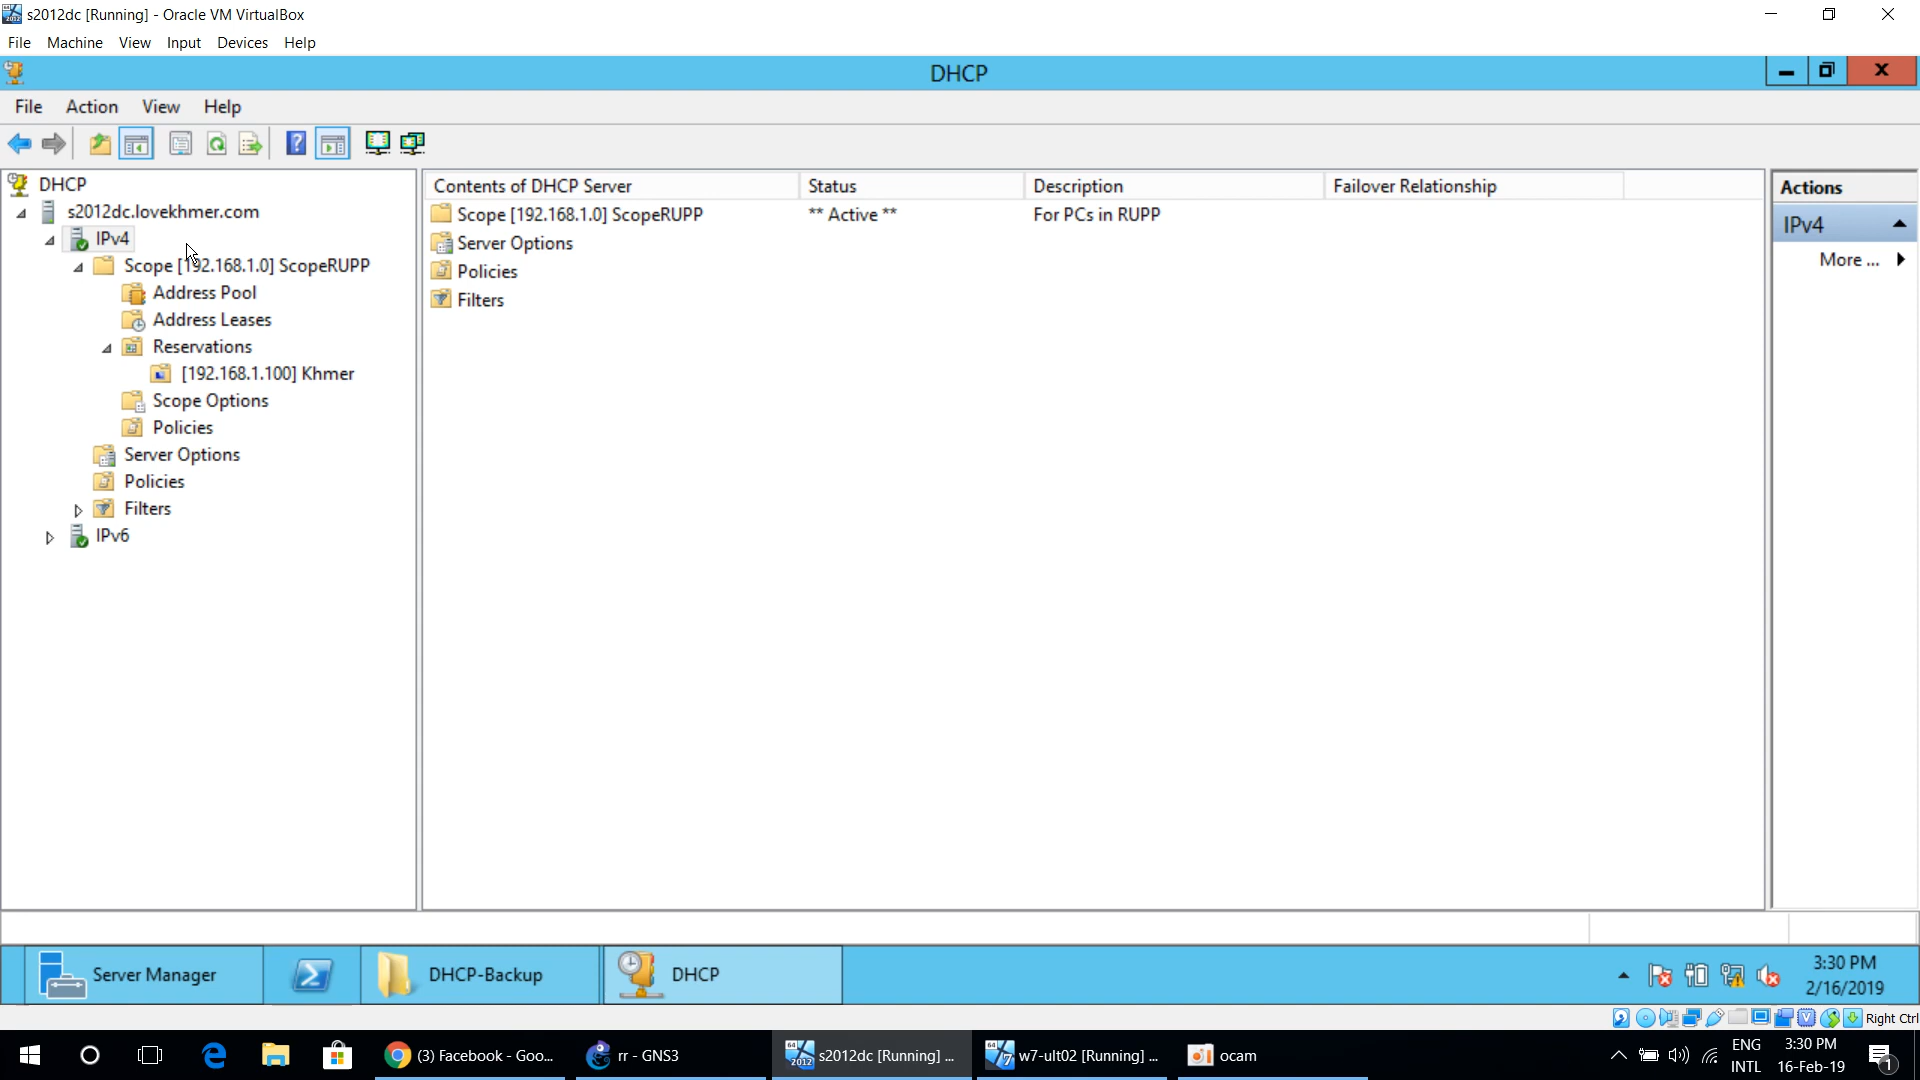 s2012dc [Running] - Oracle VM VirtualBox
File Machine View Input Devices Help
DHCP
File Action View Help
DHCP
s2012dc.lovekhmer.com
IPv4
Scope [192.168.1.0] ScopeRUPP
Address Pool
Address Leases
Reservations
[192.168.1.100] Khmer
Scope Options
Policies
Server Options
Policies
Filters
IPv6
Contents of DHCP Server Status Description Failover Relationship
Scope [192.168.1.0] ScopeRUPP ** Active ** For PCs in RUPP
Server Options
Policies
Filters
Actions
IPv4
More ...
Server Manager DHCP-Backup DHCP
3:30 PM
2/16/2019
Right Ctrl
(3) Facebook - Goo... rr - GNS3 s2012dc [Running] ... w7-ult02 [Running] ... ocam
ENG
INTL
3:30 PM
16-Feb-19
1